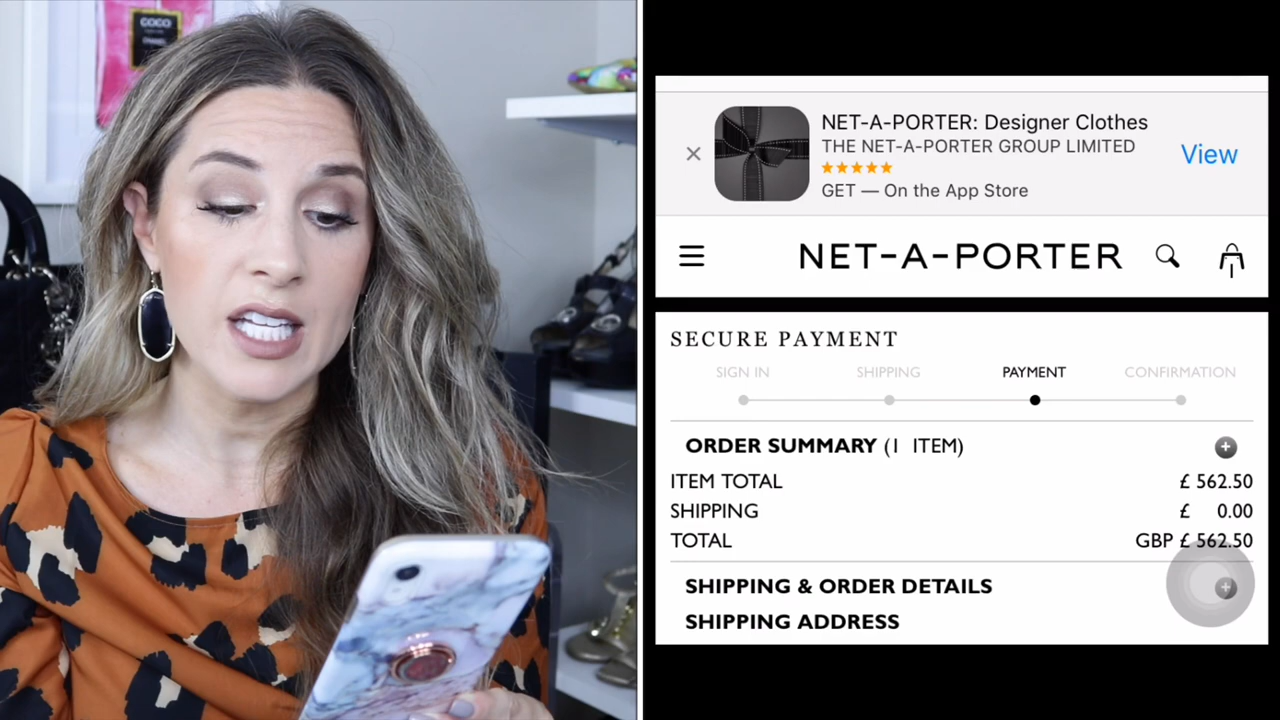 COCO
CHANEL
NET-A-PORTER: Designer Clothes
THE NET-A-PORTER GROUP LIMITED
View
GET — On the App Store
NET-A-PORTER
SECURE PAYMENT
SIGN IN SHIPPING PAYMENT CONFIRMATION
ORDER SUMMARY (1 ITEM)
ITEM TOTAL £ 562.50
SHIPPING £ 0.00
TOTAL GBP £ 562.50
SHIPPING & ORDER DETAILS
SHIPPING ADDRESS